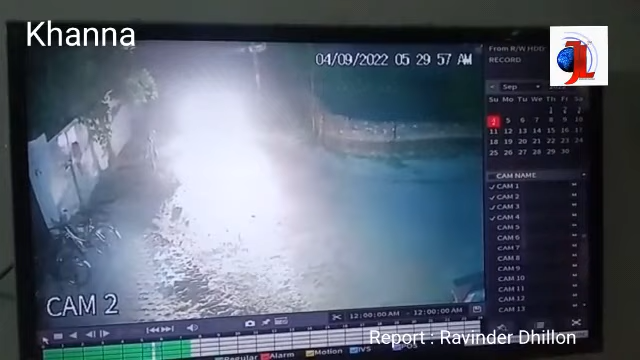 Khanna
04/09/2022 05 29 57 AM
From R/W HDD
RECORD
< Sep
Su Mo Tu We Th Fr Sa
1 2 3
4 5 6 7 8 9 10
11 12 13 14 15 16 17
18 19 20 21 22 23 24
25 26 27 28 29 30
CAM NAME
CAM 1
CAM 2
CAM 3
CAM 4
CAM 5
CAM 6
CAM 7
CAM 8
CAM 9
CAM 10
CAM 11
CAM 12
CAM 13
CAM 2
12:00:00 AM - 12:00:00 AM
Regular Alarm Motion IVS POS
Report : Ravinder Dhillon